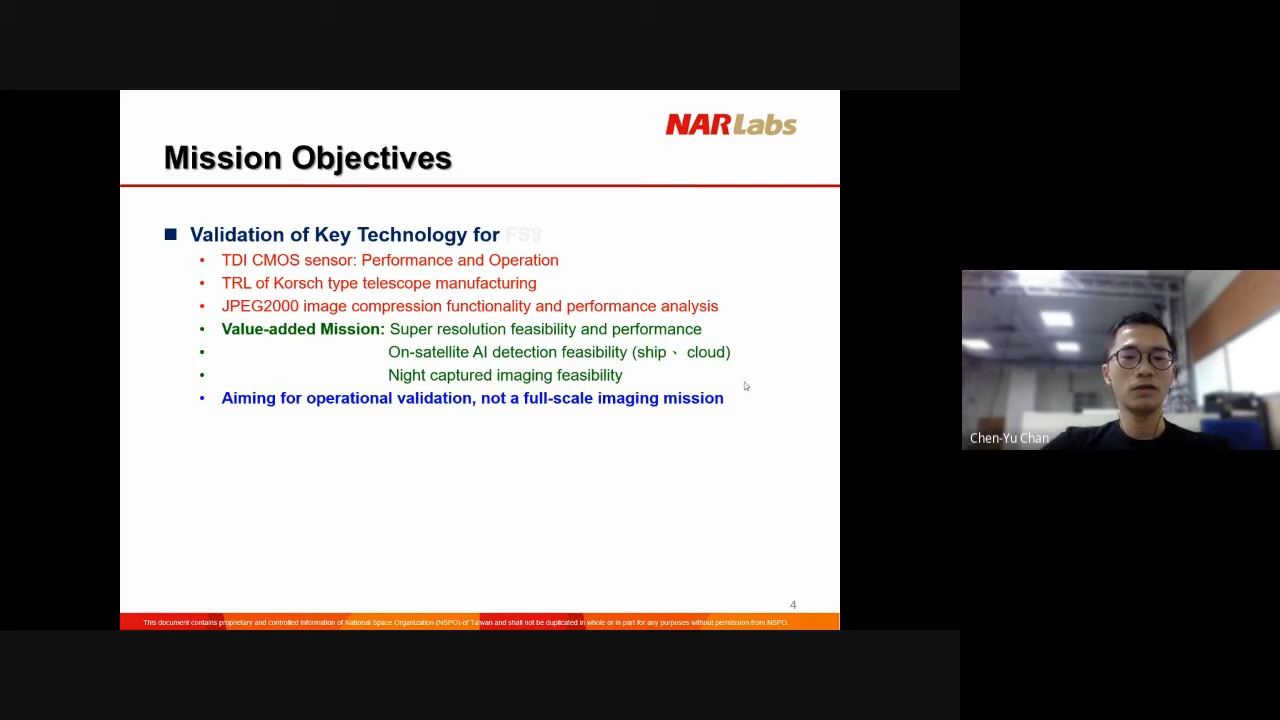 NARLabs
Mission Objectives
Validation of Key Technology for FS9
TDI CMOS sensor: Performance and Operation
TRL of Korsch type telescope manufacturing
JPEG2000 image compression functionality and performance analysis
Value-added Mission: Super resolution feasibility and performance
On-satellite AI detection feasibility (ship、 cloud)
Night captured imaging feasibility
Aiming for operational validation, not a full-scale imaging mission
Chen-Yu Chan
4
This document contains proprietary and controlled information of National Space Organization (NSPO) of Taiwan and shall not be duplicated in whole or in part for any purposes without permission from NSPO.